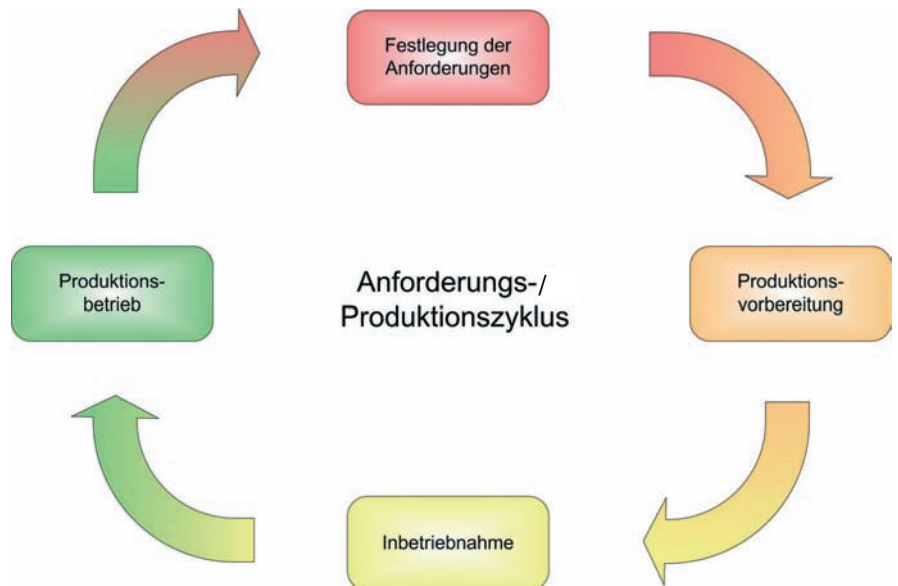 Festlegung der
Anforderungen
Produktions-
betrieb
Anforderungs-/
Produktionszyklus
Produktions-
vorbereitung
Inbetriebnahme